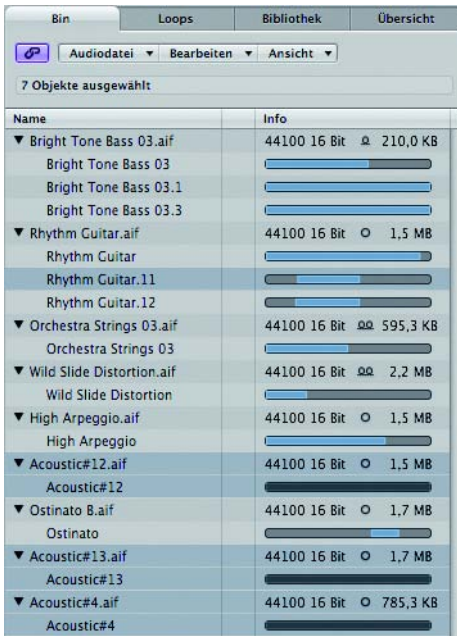 Bin Loops Bibliothek Übersicht
Audiodatei Bearbeiten Ansicht
7 Objekte ausgewählt
Name Info
Bright Tone Bass 03.aif 44100 16 Bit 210,0 KB
Bright Tone Bass 03
Bright Tone Bass 03.1
Bright Tone Bass 03.3
Rhythm Guitar.aif 44100 16 Bit 1,5 MB
Rhythm Guitar
Rhythm Guitar.11
Rhythm Guitar.12
Orchestra Strings 03.aif 44100 16 Bit 595,3 KB
Orchestra Strings 03
Wild Slide Distortion.aif 44100 16 Bit 2,2 MB
Wild Slide Distortion
High Arpeggio.aif 44100 16 Bit 1,5 MB
High Arpeggio
Acoustic#12.aif 44100 16 Bit 1,5 MB
Acoustic#12
Ostinato B.aif 44100 16 Bit 1,7 MB
Ostinato
Acoustic#13.aif 44100 16 Bit 1,7 MB
Acoustic#13
Acoustic#4.aif 44100 16 Bit 785,3 KB
Acoustic#4